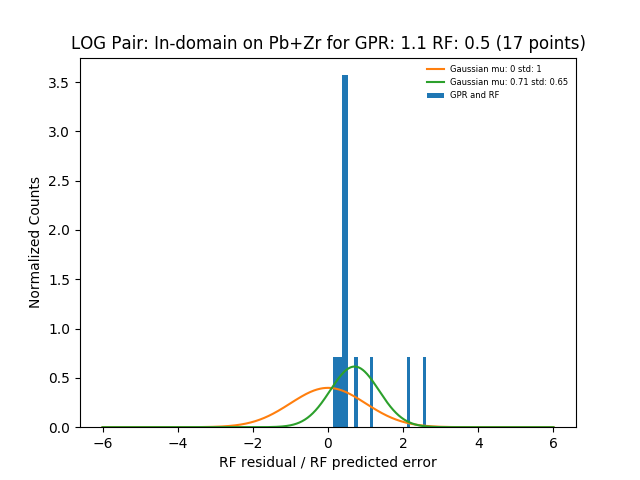 LOG Pair: In-domain on Pb+Zr for GPR: 1.1 RF: 0.5 (17 points)
Gaussian mu: 0 std: 1
Gaussian mu: 0.71 std: 0.65
GPR and RF
Normalized Counts
3.5
3.0
2.5
2.0
1.5
1.0
0.5
0.0
−6 −4 −2 0 2 4 6
RF residual / RF predicted error